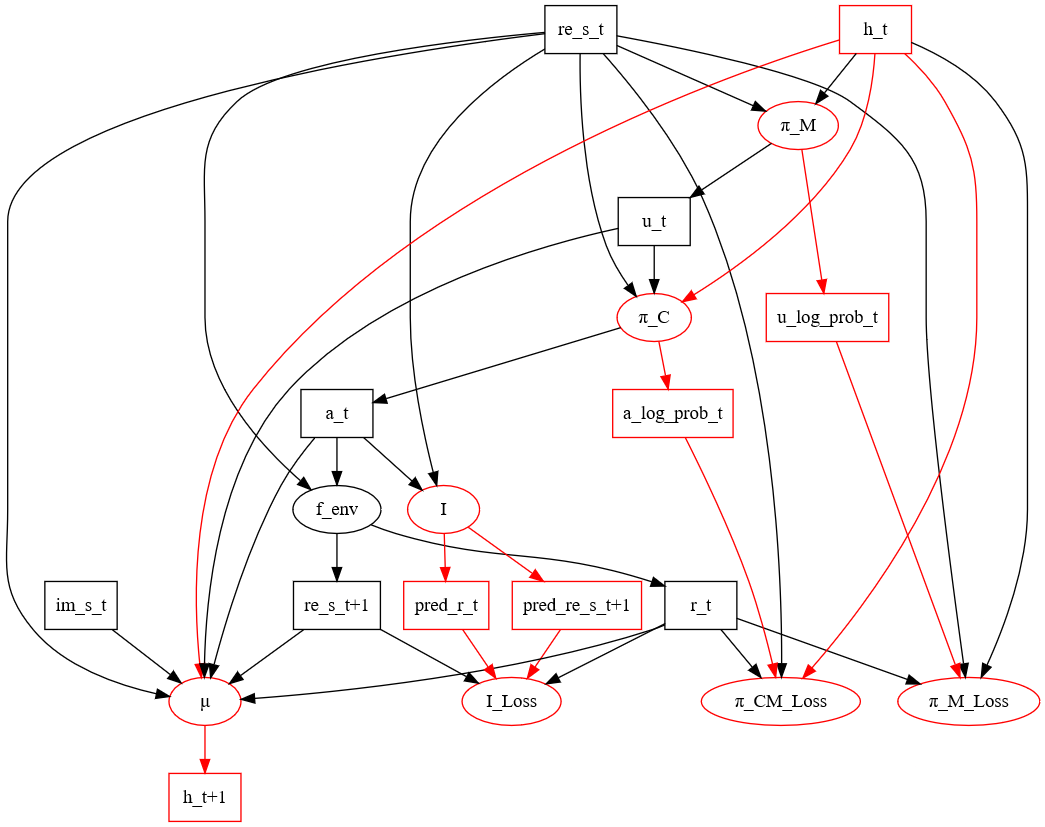 re_s_t
h_t
π_M
u_t
π_C
u_log_prob_t
a_t
a_log_prob_t
f_env
I
im_s_t
re_s_t+1
pred_r_t
pred_re_s_t+1
r_t
μ
I_Loss
π_CM_Loss
π_M_Loss
h_t+1